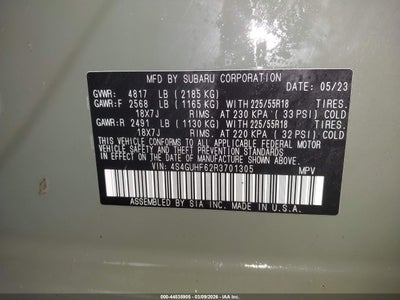 MFD BY SUBARU CORPORATION
DATE: 05/23
GVWR: 4817 LB (2185 KG)
GAWR:F 2568 LB (1165 KG) WITH 225/55R18 TIRES.
18X7J RIMS. AT 230 KPA (33 PSI) COLD
GAWR:R 2491 LB (1130 KG) WITH 225/55R18 TIRES.
18X7J RIMS. AT 220 KPA (32 PSI) COLD
THIS VEHICLE CONFORMS TO ALL APPLICABLE FEDERAL MOTOR
VEHICLE SAFETY AND THEFT PREVENTION STANDARDS
IN EFFECT ON THE DATE OF MANUFACTURE SHOWN ABOVE.
VIN: 4S4GUHF62R3701305 MPV
ASSEMBLED BY SIA INC. MADE IN U.S.A.
000-44838965 - 03/09/2026 - IAA Inc.